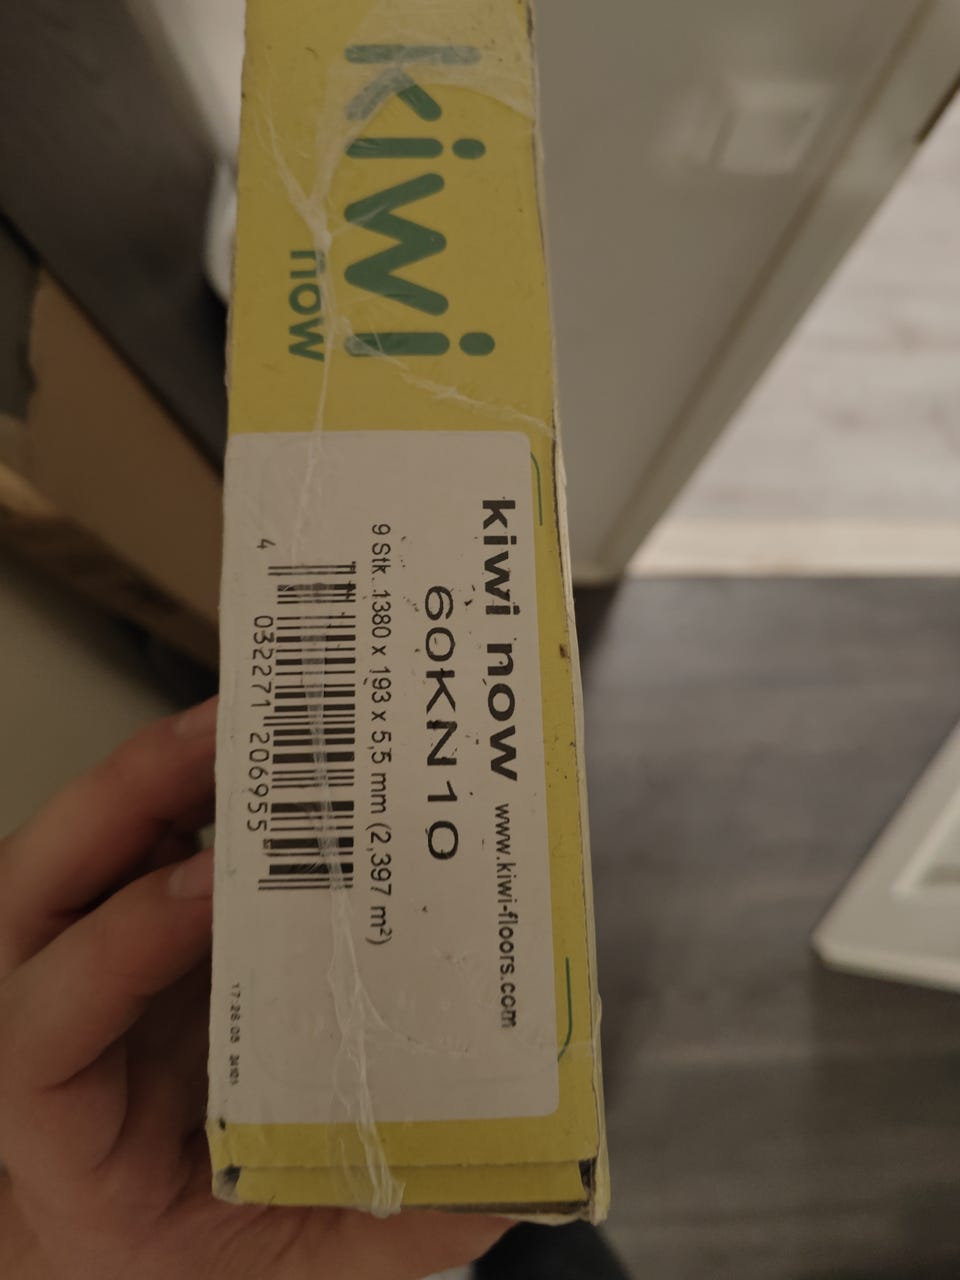 kiwi
now
kiwi now www.kiwi-floors.com
60KN10
9 Stk. 1380 x 193 x 5,5 mm (2,397 m²)
4 032271 206955